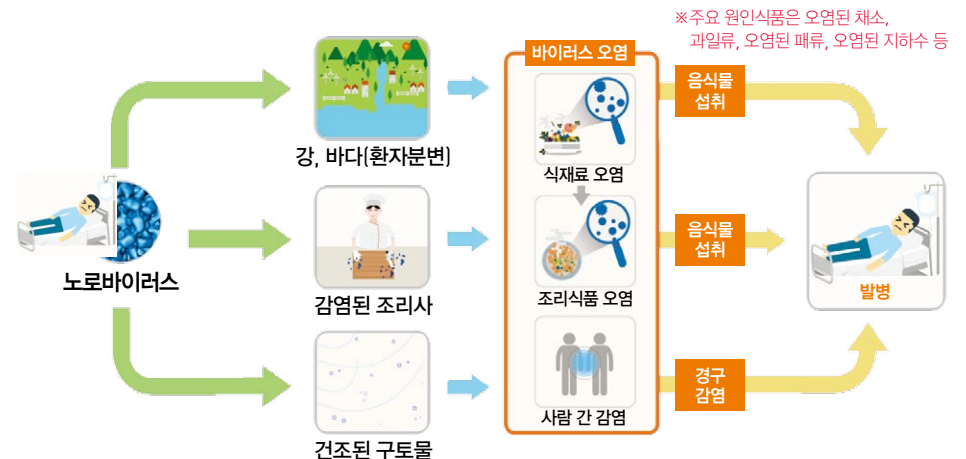 ※주요 원인식품은 오염된 채소,
과일류, 오염된 패류, 오염된 지하수 등
바이러스 오염
음식물
섭취
강, 바다(환자분변)
식재료 오염
노로바이러스
감염된 조리사
조리식품 오염
음식물
섭취
발병
건조된 구토물
사람 간 감염
경구
감염